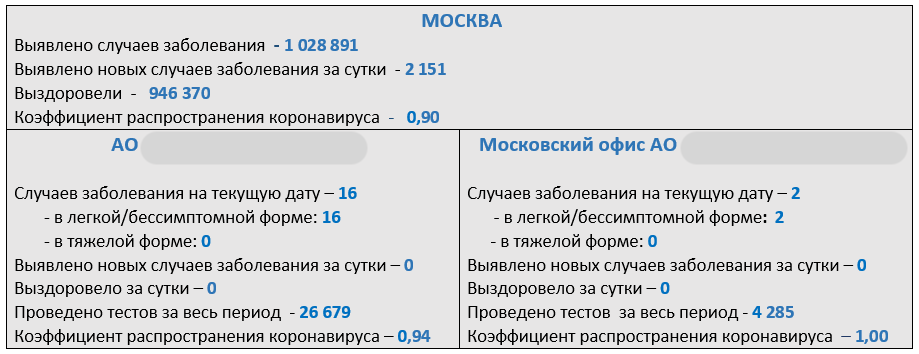 МОСКВА
Выявлено случаев заболевания - 1 028 891
Выявлено новых случаев заболевания за сутки - 2 151
Выздоровели - 946 370
Коэффициент распространения коронавируса - 0,90
АО
Случаев заболевания на текущую дату – 16
- в легкой/бессимптомной форме: 16
- в тяжелой форме: 0
Выявлено новых случаев заболевания за сутки – 0
Выздоровело за сутки – 0
Проведено тестов за весь период - 26 679
Коэффициент распространения коронавируса – 0,94
Московский офис АО
Случаев заболевания на текущую дату – 2
- в легкой/бессимптомной форме: 2
- в тяжелой форме: 0
Выявлено новых случаев заболевания за сутки – 0
Выздоровело за сутки – 0
Проведено тестов за весь период - 4 285
Коэффициент распространения коронавируса – 1,00